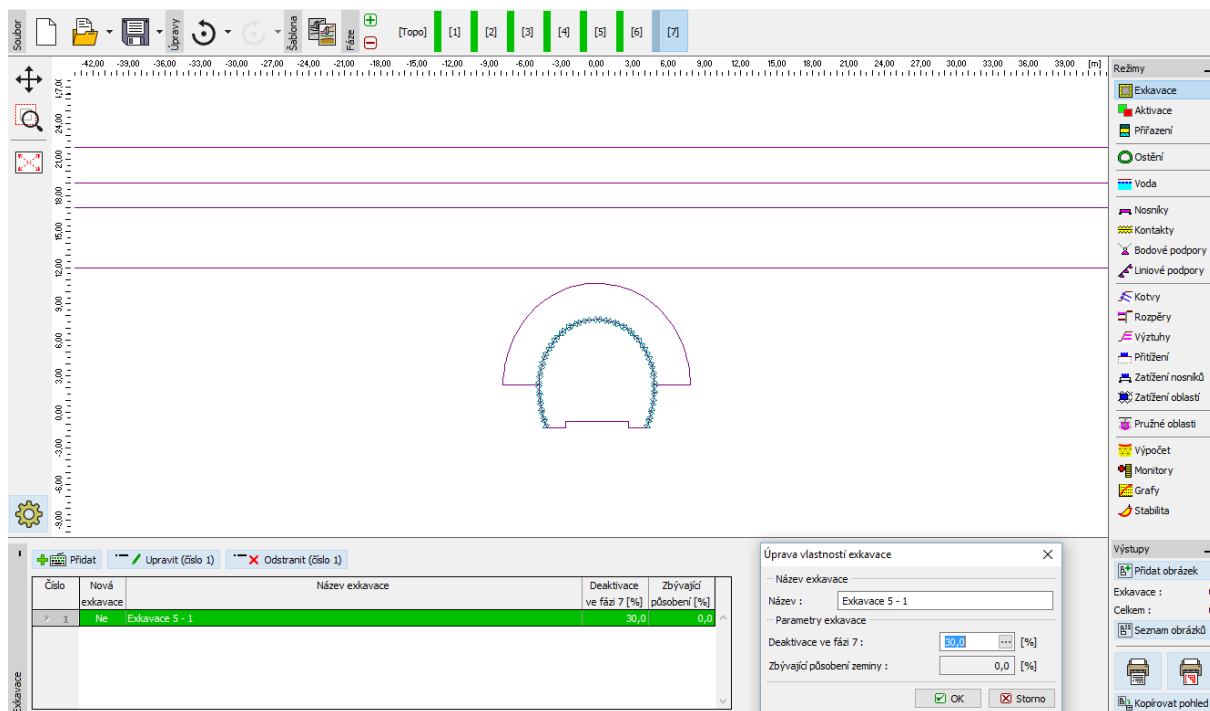 Soubor
Úpravy
Šablona
Fáze
[Topo] [1] [2] [3] [4] [5] [6] [7]
-42,00 -39,00 -36,00 -33,00 -30,00 -27,00 -24,00 -21,00 -18,00 -15,00 -12,00 -9,00 -6,00 -3,00 0,00 3,00 6,00 9,00 12,00 15,00 18,00 21,00 24,00 27,00 30,00 33,00 36,00 39,00 [m]
24,00
21,00
18,00
15,00
12,00
9,00
6,00
3,00
0,00
-3,00
-6,00
-9,00
Režimy
Exkavace
Aktivace
Přiřazení
Ostění
Voda
Nosníky
Kontakty
Bodové podpory
Liniové podpory
Kotvy
Rozpěry
Výztuhy
Přitížení
Zatížení nosníků
Zatížení oblastí
Pružné oblasti
Výpočet
Monitory
Grafy
Stabilita
Exkavace
Přidat Upravit (číslo 1) Odstranit (číslo 1)
Číslo Nová exkavace Název exkavace Deaktivace ve fázi 7 [%] Zbývající působení [%]
1 Ne Exkavace 5 - 1 30,0 0,0
Úprava vlastností exkavace
Název exkavace
Název : Exkavace 5 - 1
Parametry exkavace
Deaktivace ve fázi 7 : 30,0 ... [%]
Zbývající působení zeminy : 0,0 [%]
OK Storno
Výstupy
Přidat obrázek
Exkavace :
Celkem :
Seznam obrázků
Kopírovat pohled